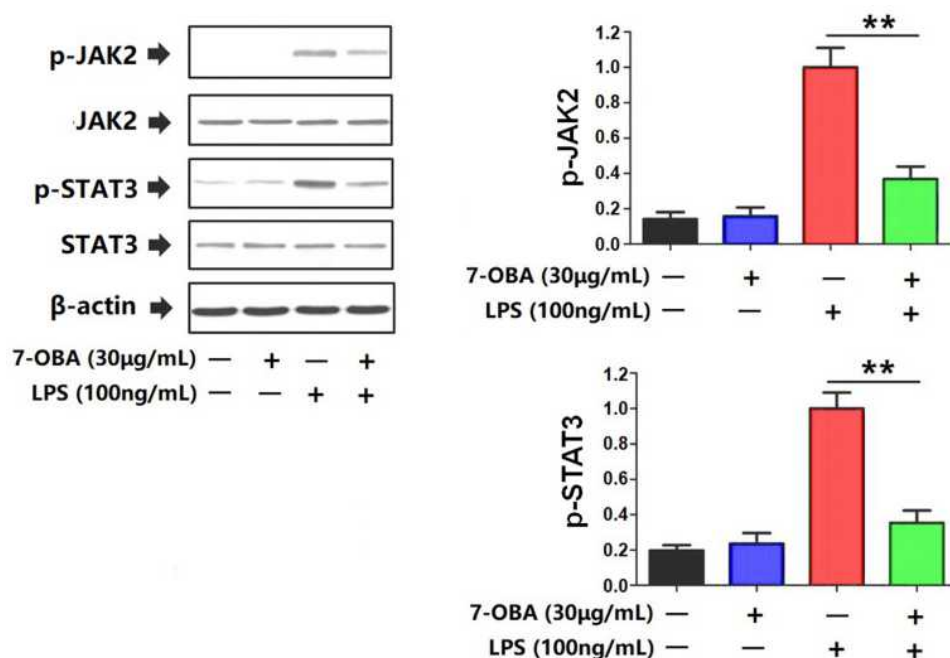 p-JAK2
JAK2
p-STAT3
STAT3
β-actin
7-OBA (30μg/mL) — + — +
LPS (100ng/mL) — — + +
**
p-JAK2
1.2
1.0
0.8
0.6
0.4
0.2
0.0
7-OBA (30μg/mL) — + — +
LPS (100ng/mL) — — + +
**
p-STAT3
1.2
1.0
0.8
0.6
0.4
0.2
0.0
7-OBA (30μg/mL) — + — +
LPS (100ng/mL) — — + +